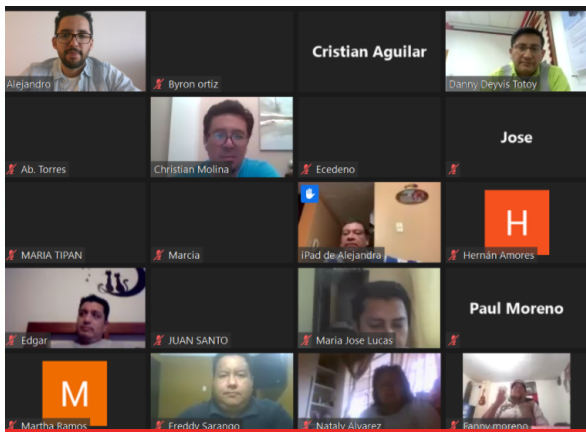 Cristian Aguilar
Alejandro
Byron ortiz
Danny Deyvis Totoy
Jose
Ab. Torres
Christian Molina
Ecedeno
MARIA TIPAN
Marcia
iPad de Alejandra
H
Hernán Amores
Paul Moreno
Edgar
JUAN SANTO
Maria Jose Lucas
M
Martha Ramos
Freddy Sarango
Nataly Alvarez
Fanny moreno